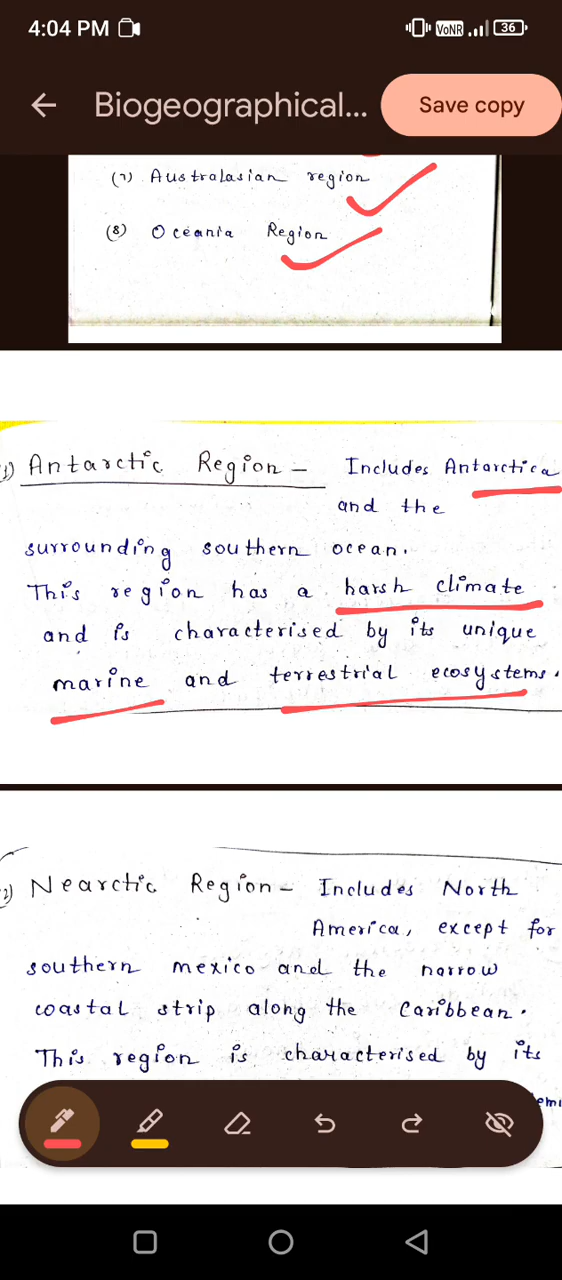 4:04 PM
VoNR 36
Biogeographical...
Save copy
(7) Australasian region
(8) Oceania Region
1) Antarctic Region - Includes Antarctica
and the
surrounding southern ocean.
This region has a harsh climate
and is characterised by its unique
marine and terrestrial ecosystems.
2) Nearctic Region - Includes North
America, except for
southern mexico and the narrow
coastal strip along the Caribbean.
This region is characterised by its